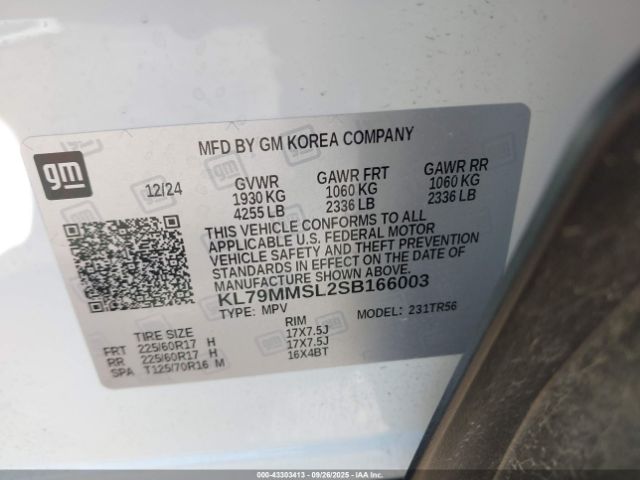 gm
MFD BY GM KOREA COMPANY
12/24
GVWR GAWR FRT GAWR RR
1930 KG 1060 KG 1060 KG
4255 LB 2336 LB 2336 LB
THIS VEHICLE CONFORMS TO ALL
APPLICABLE U.S. FEDERAL MOTOR
VEHICLE SAFETY AND THEFT PREVENTION
STANDARDS IN EFFECT ON THE DATE OF
MANUFACTURE SHOWN ABOVE.
KL79MMSL2SB166003
TYPE: MPV MODEL: 231TR56
TIRE SIZE RIM
FRT 225/60R17 H 17X7.5J
RR 225/60R17 H 17X7.5J
SPA T125/70R16 M 16X4BT
000-43303413 - 09/26/2025 - IAAI.COM